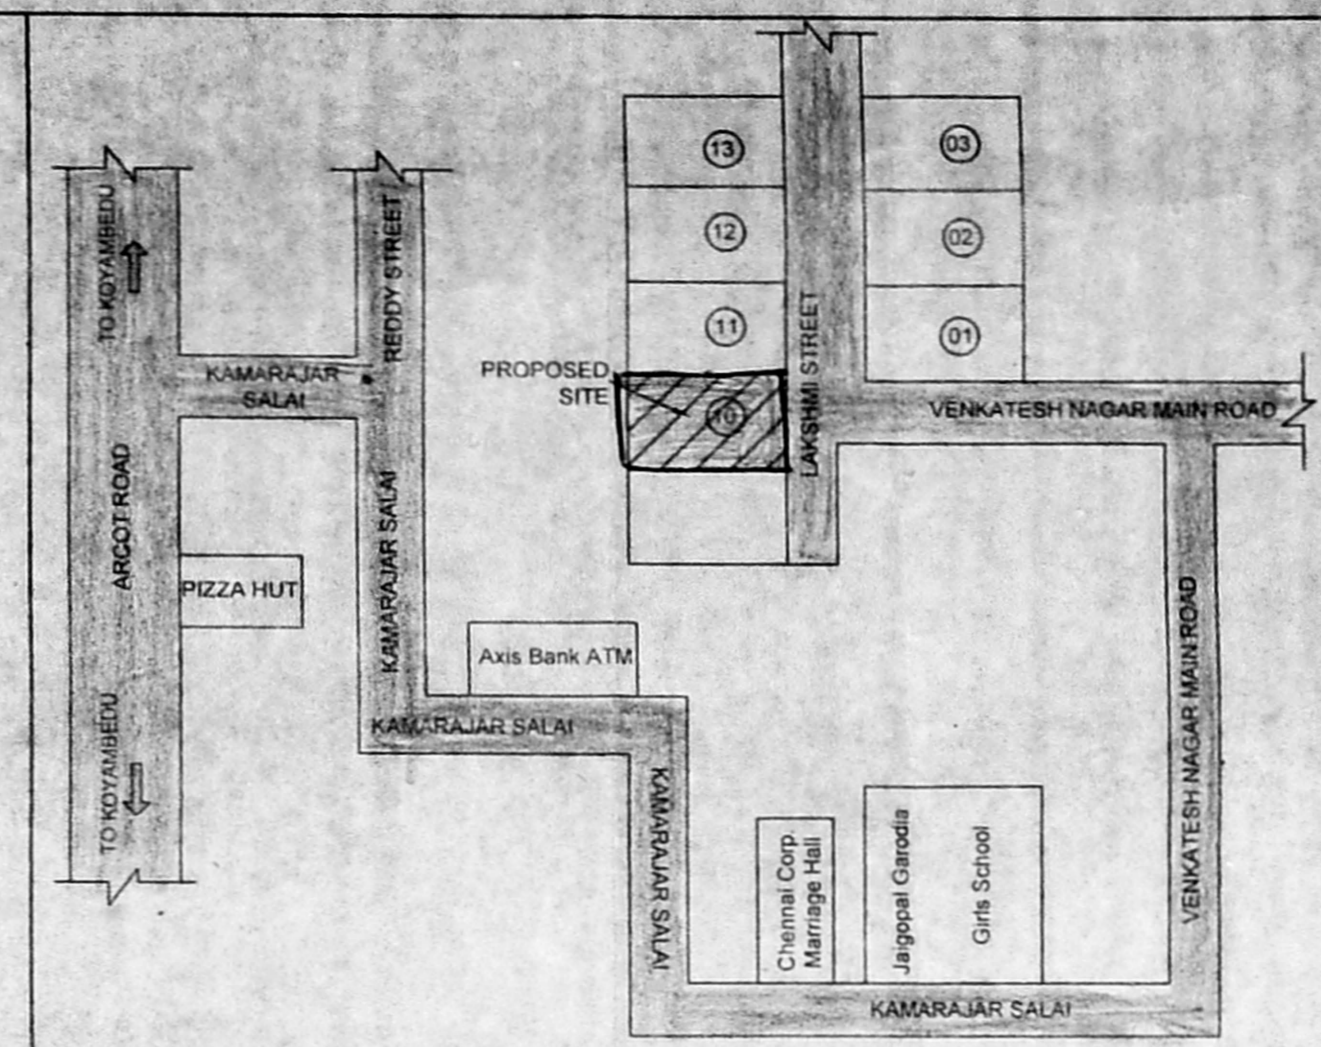 13
03
12
02
11
01
TO KOYAMBEDU
REDDY STREET
KAMARAJAR
SALAI
PROPOSED
SITE
10
LAKSHMI STREET
VENKATESH NAGAR MAIN ROAD
ARCOT ROAD
KAMARAJAR SALAI
PIZZA HUT
Axis Bank ATM
KAMARAJAR SALAI
VENKATESH NAGAR MAIN ROAD
TO KOYAMBEDU
KAMARAJAR SALAI
Chennai Corp.
Marriage Hall
Jaigopal Garodia
Girls School
KAMARAJAR SALAI